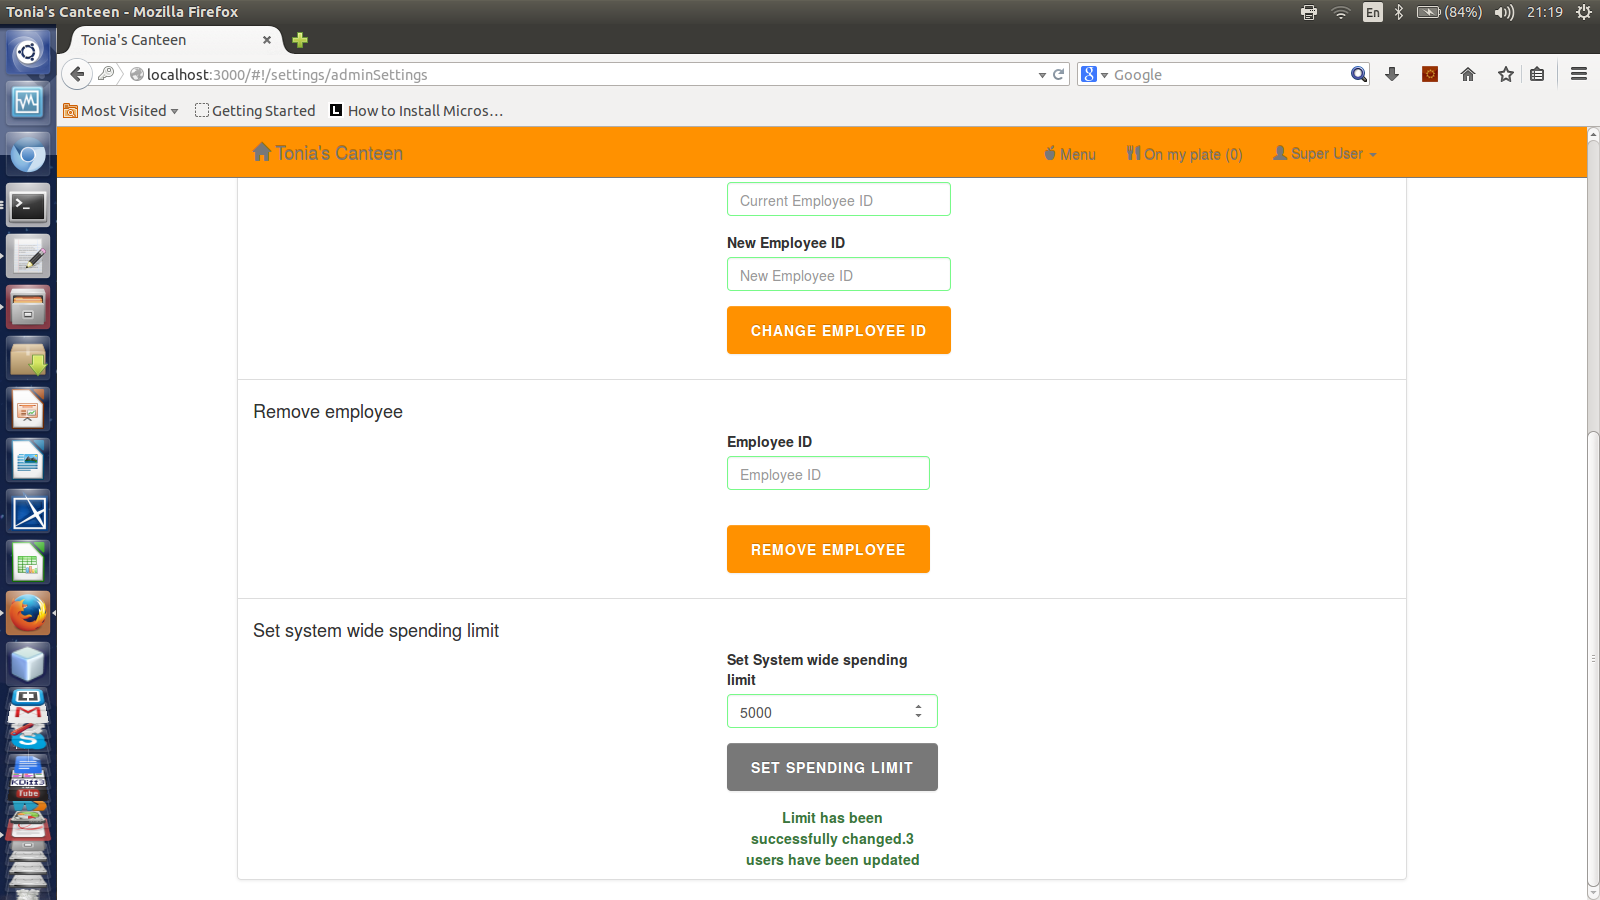 Tonia's Canteen - Mozilla Firefox
En
(84%)
21:19
Tonia's Canteen
localhost:3000/#!/settings/adminSettings
Google
Most Visited
Getting Started
How to Install Micros...
Tonia's Canteen
Menu
On my plate (0)
Super User
Current Employee ID
New Employee ID
New Employee ID
CHANGE EMPLOYEE ID
Remove employee
Employee ID
Employee ID
REMOVE EMPLOYEE
Set system wide spending limit
Set System wide spending
limit
5000
SET SPENDING LIMIT
Limit has been
successfully changed.3
users have been updated
KDiff3
Tube